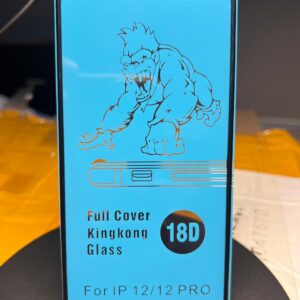 Full Cover
Kingkong
Glass
18D
For IP 12/12 PRO